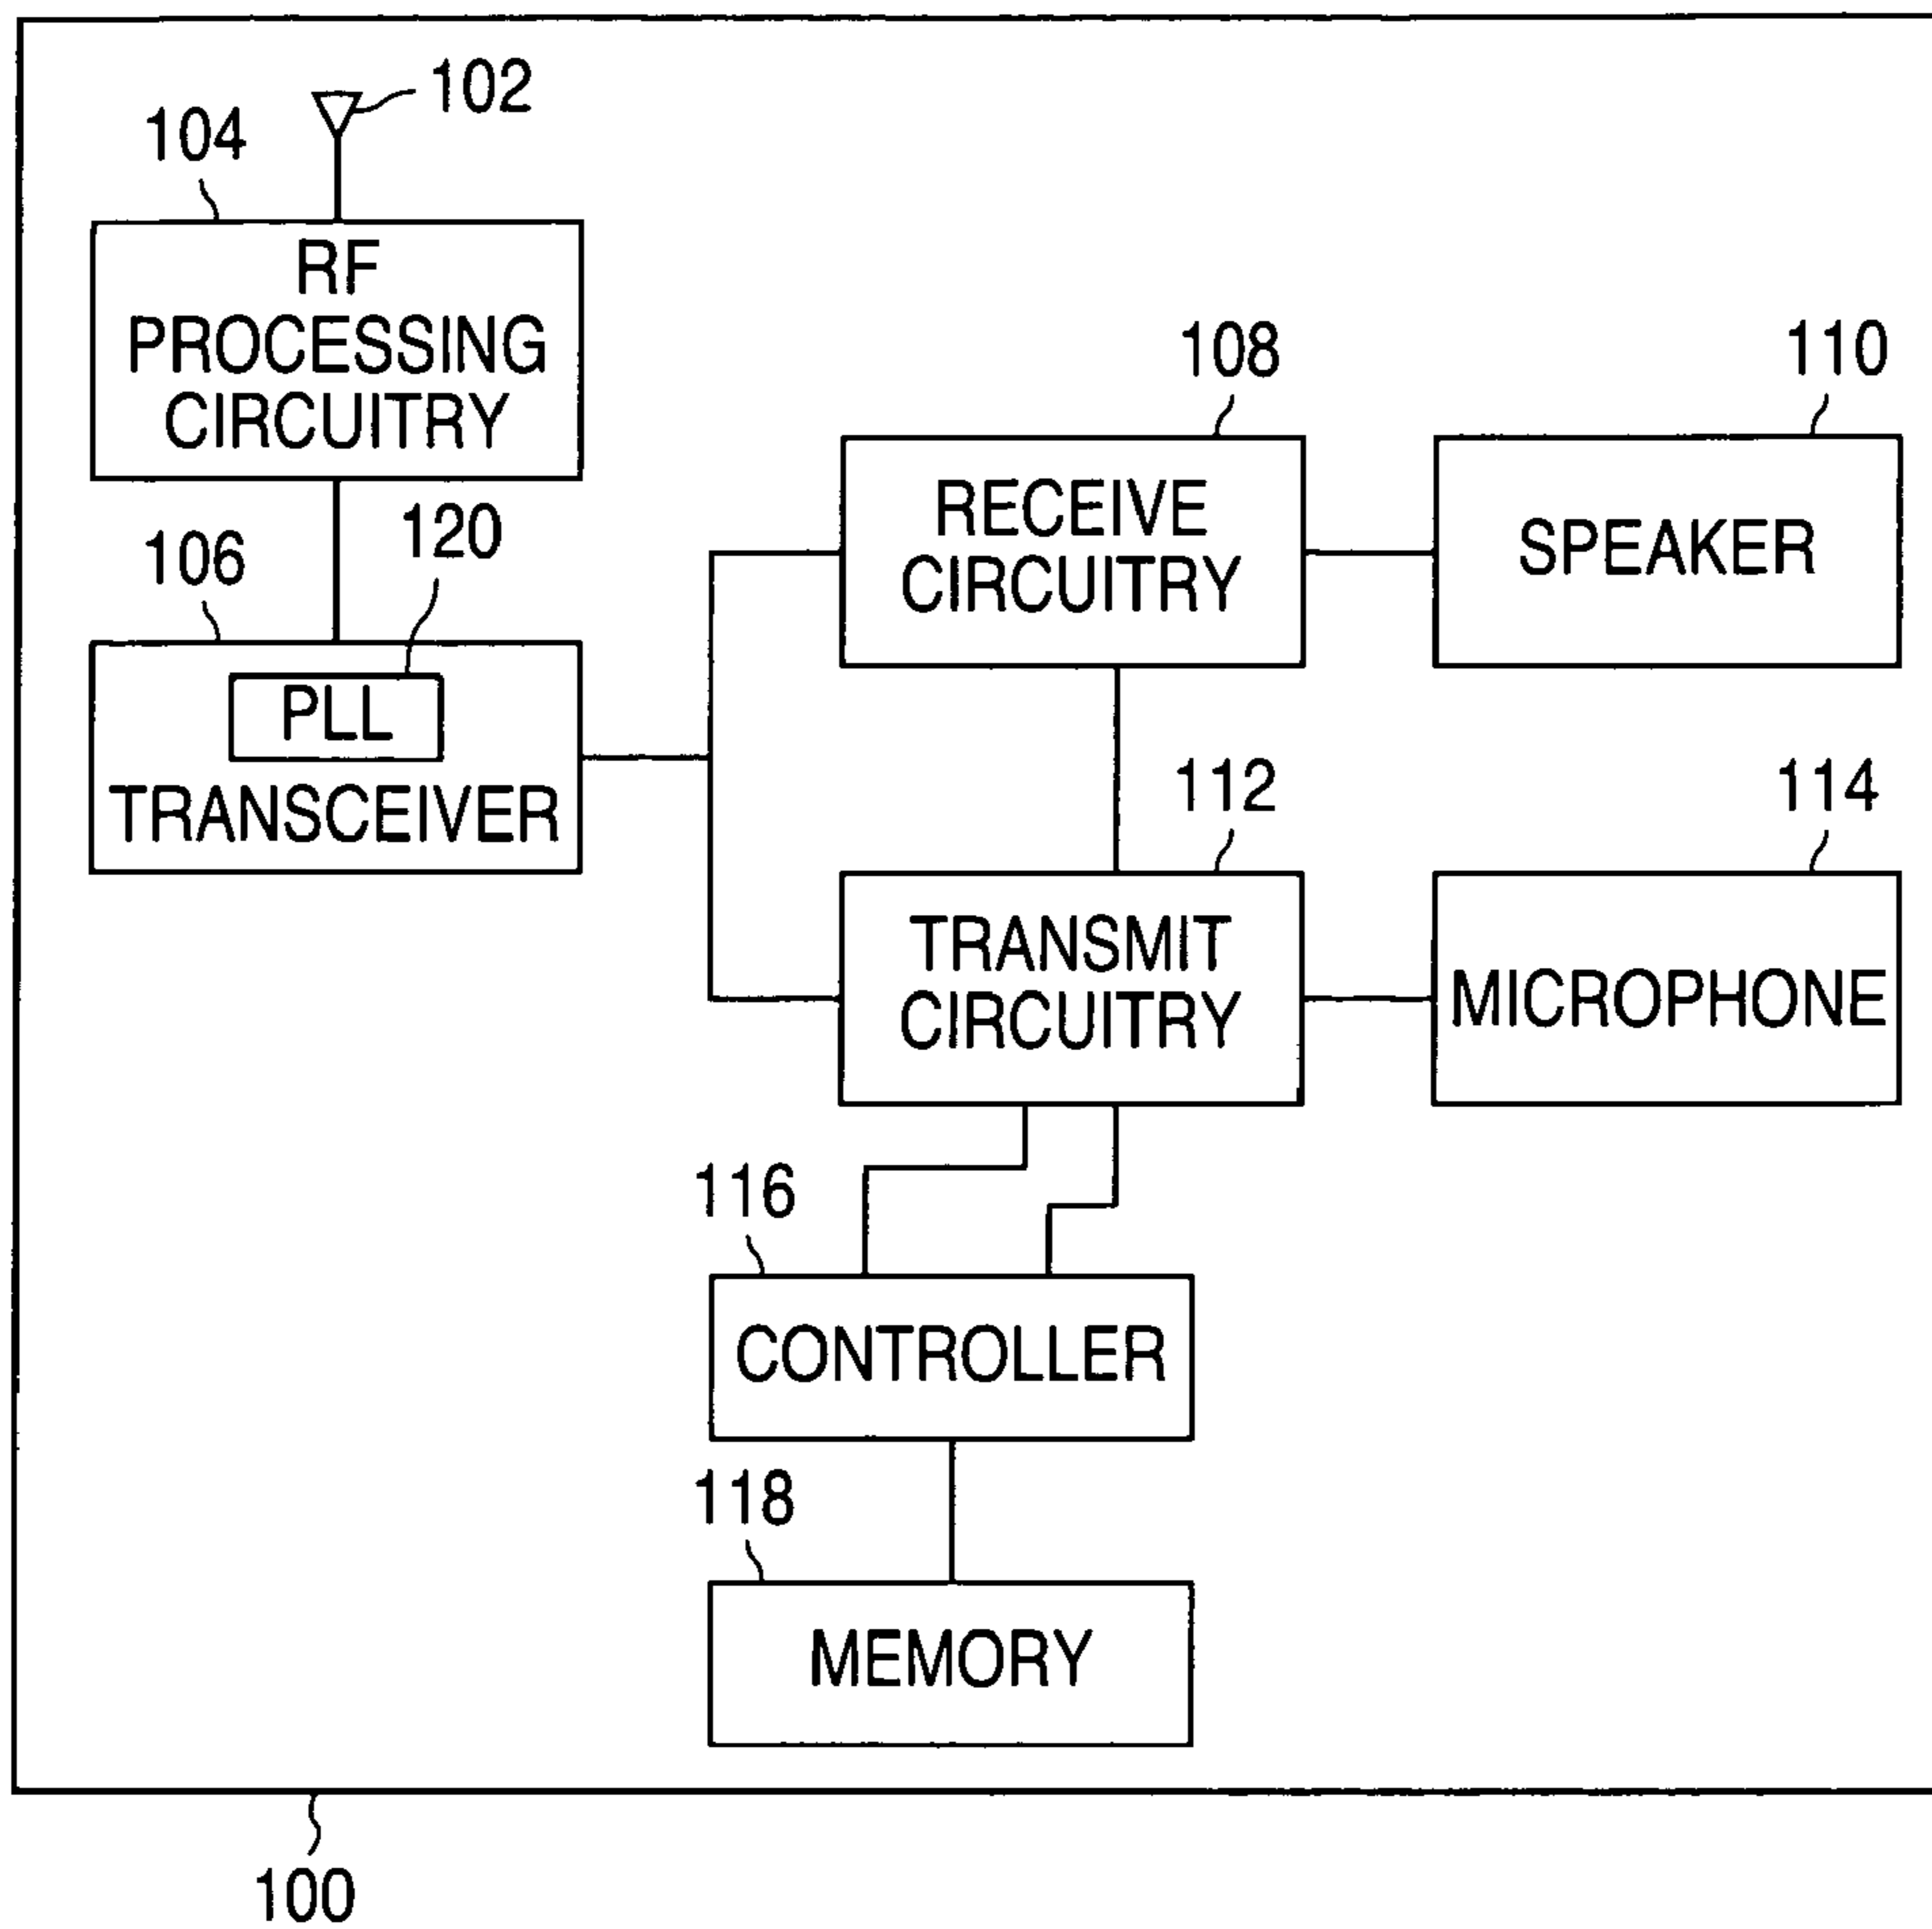 102
104
RF
PROCESSING
CIRCUITRY
108
110
RECEIVE
CIRCUITRY
SPEAKER
120
106
PLL
TRANSCEIVER
112
114
TRANSMIT
CIRCUITRY
MICROPHONE
116
CONTROLLER
118
MEMORY
100